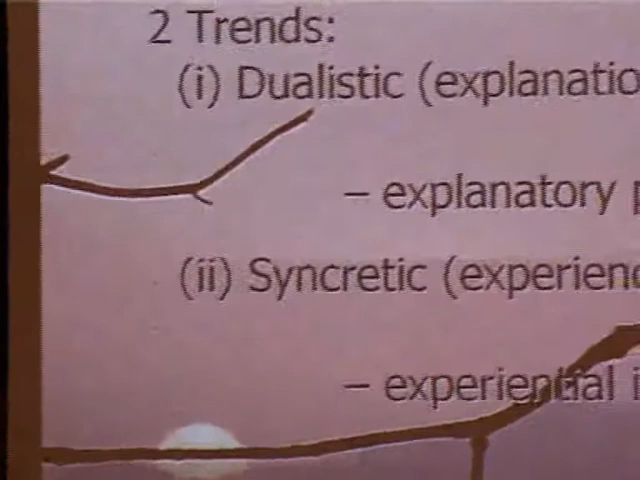 2 Trends:
(i) Dualistic (explanatio
– explanatory p
(ii) Syncretic (experienc
– experiential i